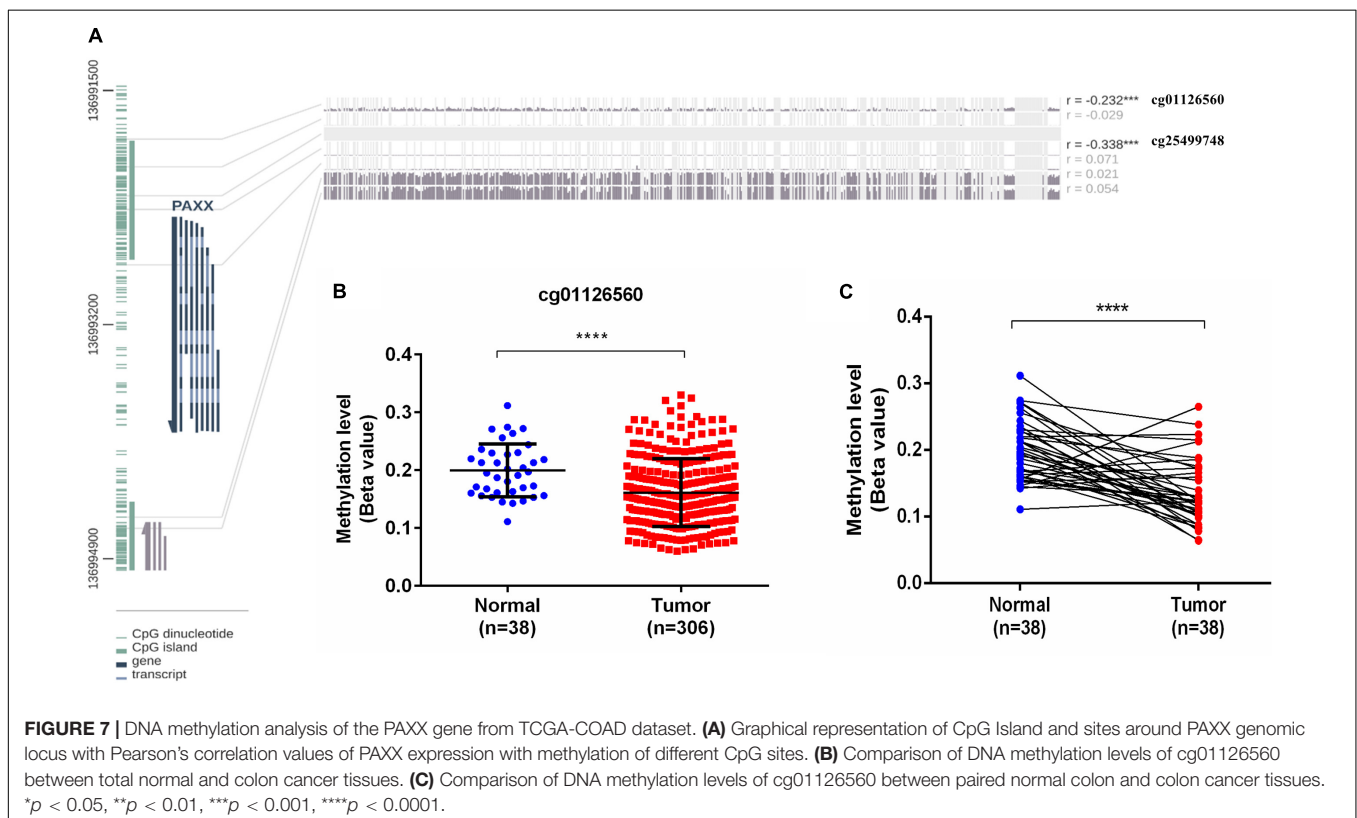 A
136991500
136993200
136994900
PAXX
r = -0.232*** cg01126560
r = -0.029
r = -0.338*** cg25499748
r = 0.071
r = 0.021
r = 0.054
CpG dinucleotide
CpG island
gene
transcript
B
cg01126560
****
Methylation level
(Beta value)
0.4
0.3
0.2
0.1
0.0
Normal
(n=38)
Tumor
(n=306)
C
****
Methylation level
(Beta value)
0.4
0.3
0.2
0.1
0.0
Normal
(n=38)
Tumor
(n=38)
FIGURE 7 | DNA methylation analysis of the PAXX gene from TCGA-COAD dataset. (A) Graphical representation of CpG Island and sites around PAXX genomic
locus with Pearson's correlation values of PAXX expression with methylation of different CpG sites. (B) Comparison of DNA methylation levels of cg01126560
between total normal and colon cancer tissues. (C) Comparison of DNA methylation levels of cg01126560 between paired normal colon and colon cancer tissues.
*p < 0.05, **p < 0.01, ***p < 0.001, ****p < 0.0001.